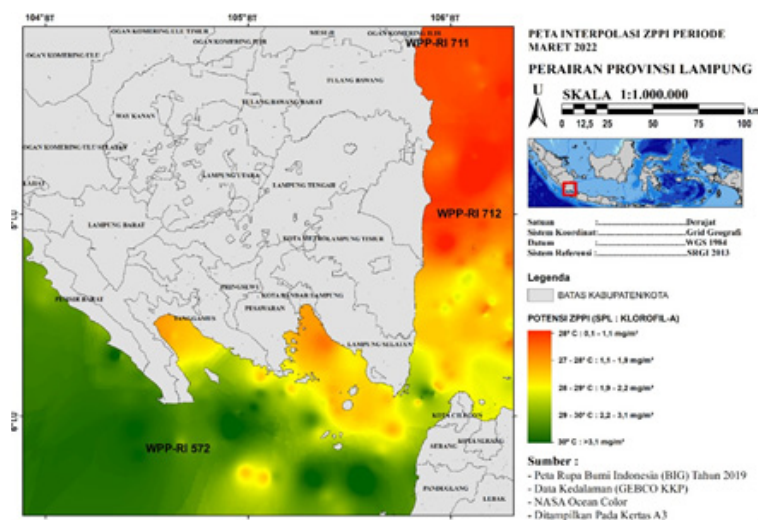 104°BT
105°BT
106°BT
OGAN KOMERING ULU TIMUR
OGAN KOMERING ILIR
MESUJI
OGAN KOMERING ILIR
WPP-RI 711
OGAN KOMERING ULU
TULANG BAWANG
TULANG BAWANG BARAT
WAY KANAN
OGAN KOMERING ULU SELATAN
LAHAT
LAMPUNG UTARA
LAMPUNG TENGAH
WPP-RI 712
LAMPUNG BARAT
KOTA METRO
LAMPUNG TIMUR
PRINGSEWU
KOTA BANDAR LAMPUNG
PESISIR BARAT
PESAWARAN
TANGGAMUS
LAMPUNG SELATAN
KOTA CILEGON
WPP-RI 572
SERANG
KOTA SERANG
PANDEGLANG
LEBAK
PETA INTERPOLASI ZPPI PERIODE
MARET 2022
PERAIRAN PROVINSI LAMPUNG
U
SKALA 1:1.000.000
km
0 12,5 25 50 75 100
Satuan : Derajat
Sistem Koordinat : Grid Geografi
Datum : WGS 1984
Sistem Referensi : SRGI 2013
Legenda
BATAS KABUPATEN/KOTA
POTENSI ZPPI (SPL : KLOROFIL-A)
26° C : 0,1 - 1,1 mg/m³
27 - 28° C : 1,1 - 1,9 mg/m³
28 - 29° C : 1,9 - 2,2 mg/m³
29 - 30° C : 2,2 - 3,1 mg/m³
30° C : >3,1 mg/m³
Sumber :
- Peta Rupa Bumi Indonesia (BIG) Tahun 2019
- Data Kedalaman (GEBCO KKP)
- NASA Ocean Color
- Ditampilkan Pada Kertas A3